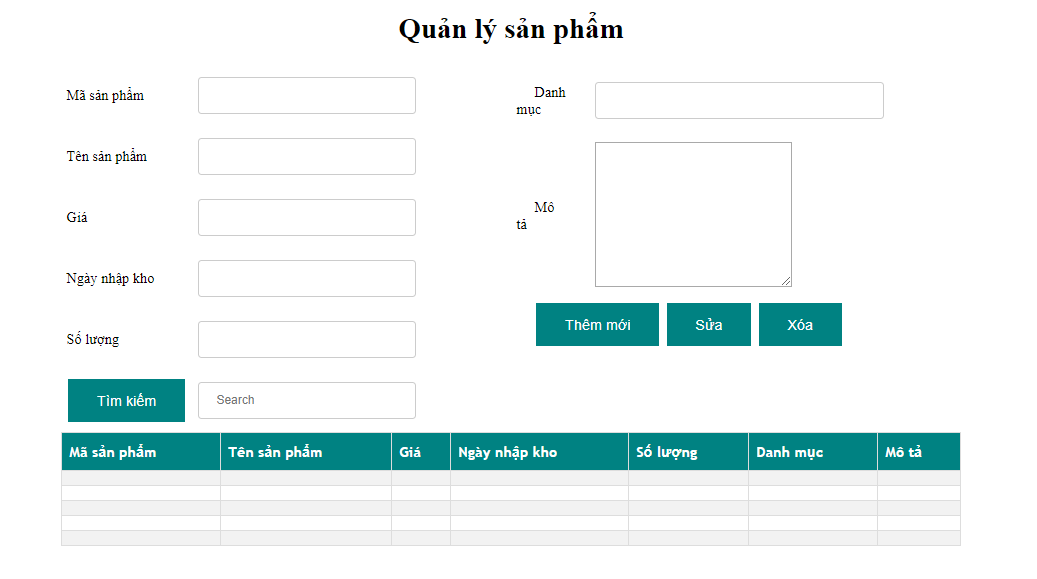 Quản lý sản phẩm
Mã sản phẩm
Danh
mục
Tên sản phẩm
Giá
Mô
tả
Ngày nhập kho
Số lượng
Thêm mới
Sửa
Xóa
Tìm kiếm
Search
Mã sản phẩm Tên sản phẩm Giá Ngày nhập kho Số lượng Danh mục Mô tả